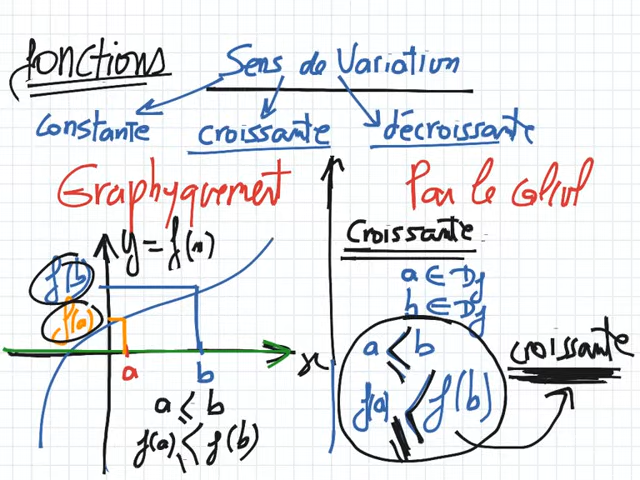 fonctions
Sens de Variation
Constante croissante décroissante
Graphyquement
Par le calcul
y = f(x)
f(b)
f(a)
a b x
a < b
f(a) < f(b)
Croissante
a ∈ Df
b ∈ Df
a < b
f(a) < f(b)
croissante